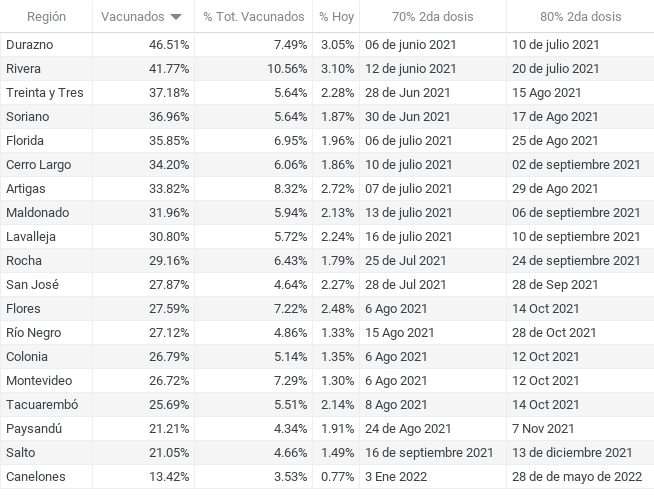 Región Vacunados % Tot. Vacunados % Hoy 70% 2da dosis 80% 2da dosis
Durazno 46.51% 7.49% 3.05% 06 de junio 2021 10 de julio 2021
Rivera 41.77% 10.56% 3.10% 12 de junio 2021 20 de julio 2021
Treinta y Tres 37.18% 5.64% 2.28% 28 de Jun 2021 15 Ago 2021
Soriano 36.96% 5.64% 1.87% 30 de Jun 2021 17 de Ago 2021
Florida 35.85% 6.95% 1.96% 06 de julio 2021 25 de Ago 2021
Cerro Largo 34.20% 6.06% 1.86% 10 de julio 2021 02 de septiembre 2021
Artigas 33.82% 8.32% 2.72% 07 de julio 2021 29 de Ago 2021
Maldonado 31.96% 5.94% 2.13% 13 de julio 2021 06 de septiembre 2021
Lavalleja 30.80% 5.72% 2.24% 16 de julio 2021 10 de septiembre 2021
Rocha 29.16% 6.43% 1.79% 25 de Jul 2021 24 de septiembre 2021
San José 27.87% 4.64% 2.27% 28 de Jul 2021 28 de Sep 2021
Flores 27.59% 7.22% 2.48% 6 Ago 2021 14 Oct 2021
Río Negro 27.12% 4.86% 1.33% 15 Ago 2021 28 de Oct 2021
Colonia 26.79% 5.14% 1.35% 6 Ago 2021 12 Oct 2021
Montevideo 26.72% 7.29% 1.30% 6 Ago 2021 12 Oct 2021
Tacuarembó 25.69% 5.51% 2.14% 8 Ago 2021 14 Oct 2021
Paysandú 21.21% 4.34% 1.91% 24 de Ago 2021 7 Nov 2021
Salto 21.05% 4.66% 1.49% 16 de septiembre 2021 13 de diciembre 2021
Canelones 13.42% 3.53% 0.77% 3 Ene 2022 28 de de mayo de 2022